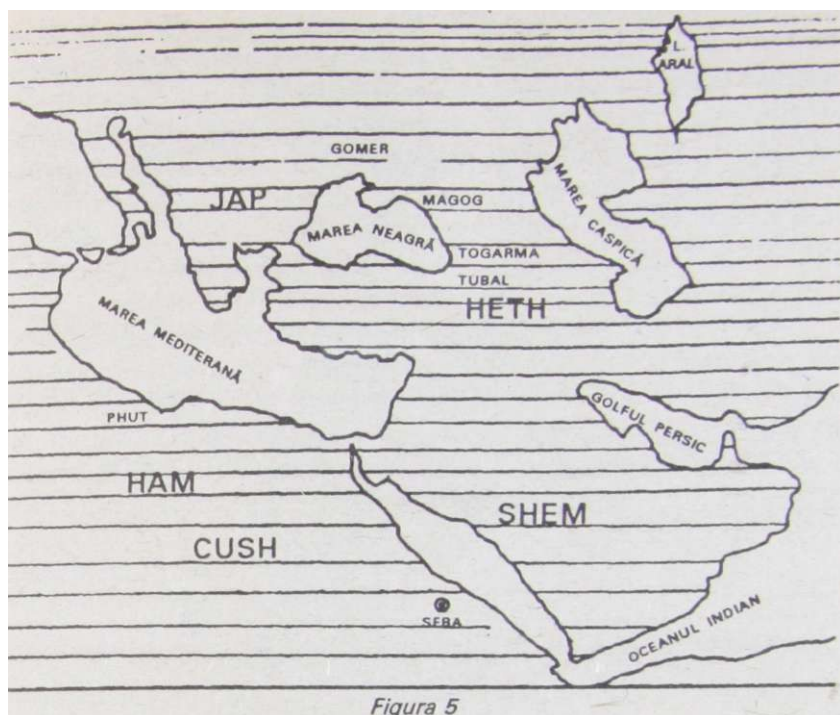 L.
ARAL
GOMER
JAP
MAGOG
MAREA NEAGRĂ
MAREA CASPICĂ
TOGARMA
TUBAL
HETH
MAREA MEDITERANĂ
GOLFUL PERSIC
PHUT
HAM
SHEM
CUSH
SEBA
OCEANUL INDIAN
Figura 5